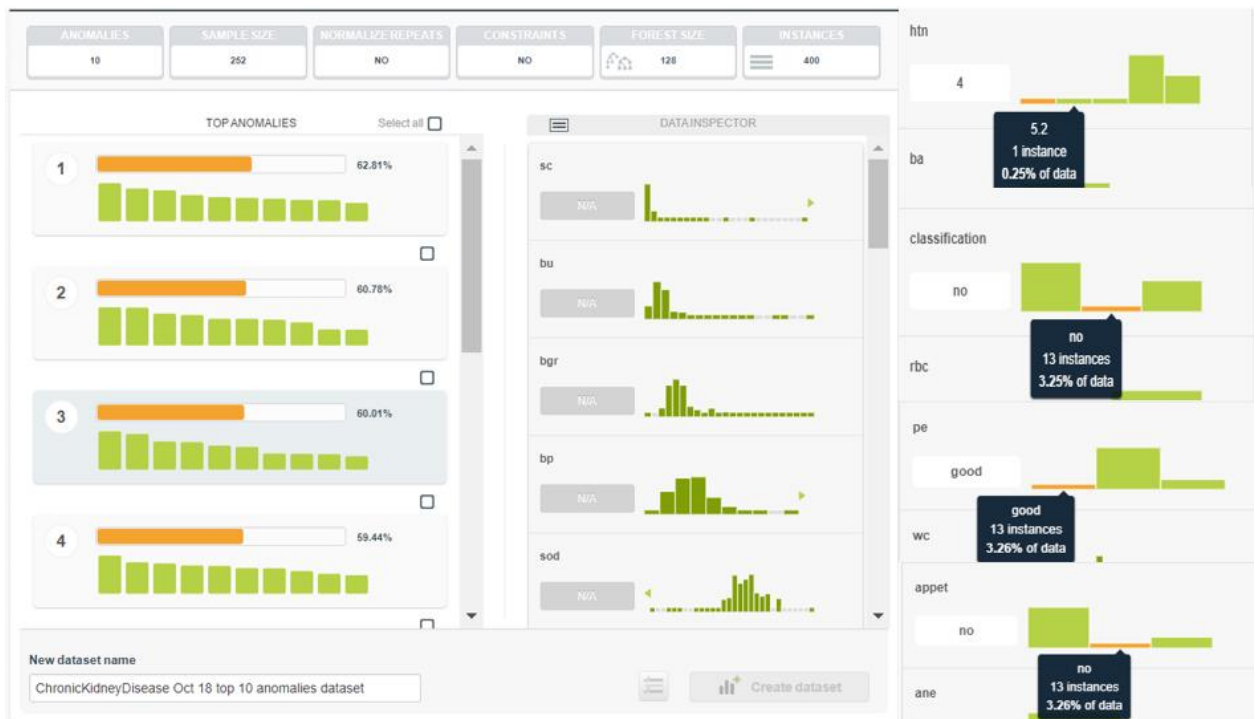 ANOMALIES SAMPLE SIZE NORMALIZE REPEATS CONSTRAINTS FOREST SIZE INSTANCES
10 252 NO NO 128 400
TOP ANOMALIES Select all
1 62.81%
2 60.78%
3 60.01%
4 59.44%
DATA INSPECTOR
sc
N/A
bu
N/A
bgr
N/A
bp
N/A
sod
N/A
New dataset name
ChronicKidneyDisease Oct 18 top 10 anomalies dataset
Create dataset
htn
4
5.2
1 instance
0.25% of data
ba
classification
no
no
13 instances
3.25% of data
rbc
pe
good
good
13 instances
3.26% of data
wc
appet
no
no
13 instances
3.26% of data
ane